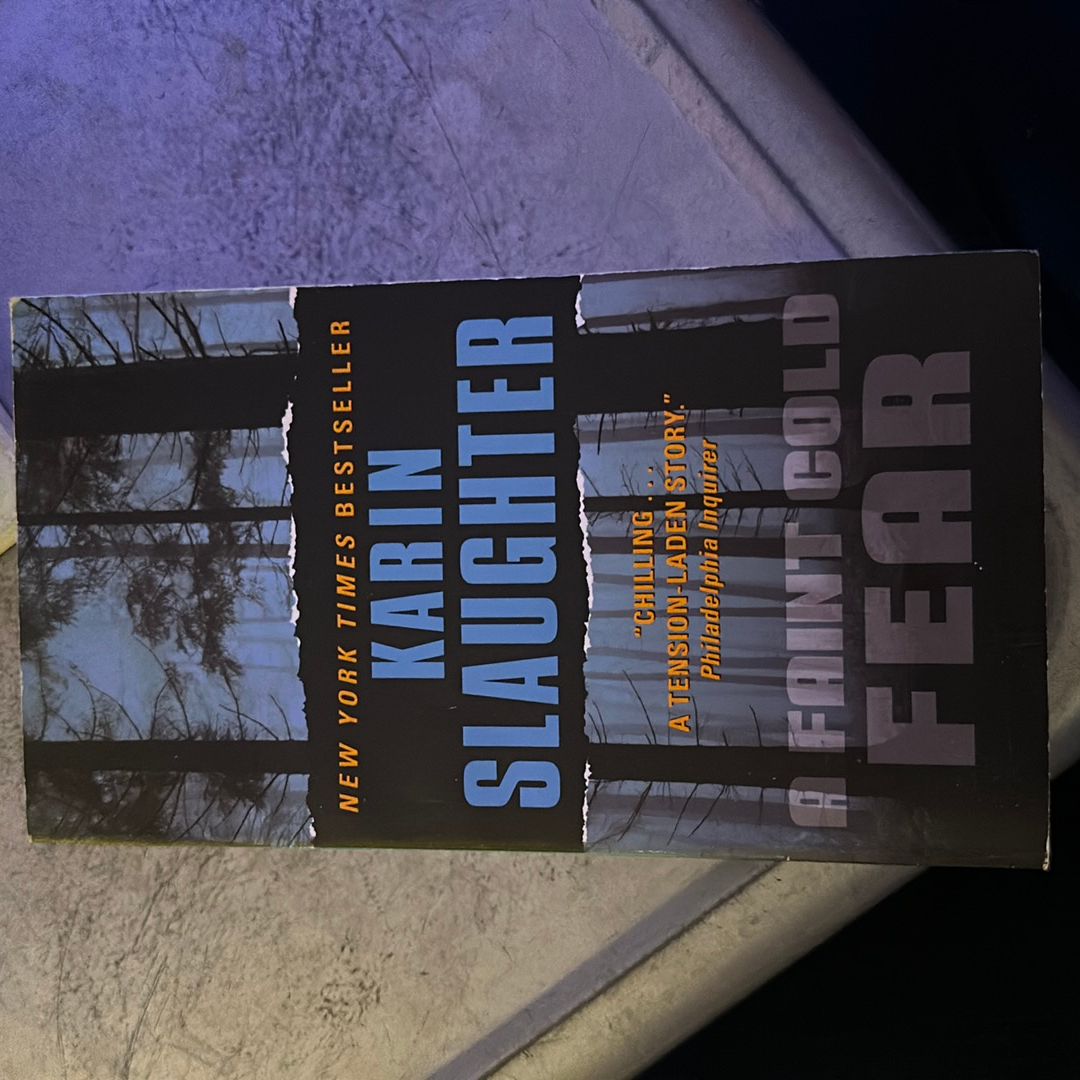 NEW YORK TIMES BESTSELLER
KARIN
SLAUGHTER
"CHILLING . . .
A TENSION-LADEN STORY."
Philadelphia Inquirer
A FAINT COLD
FEAR